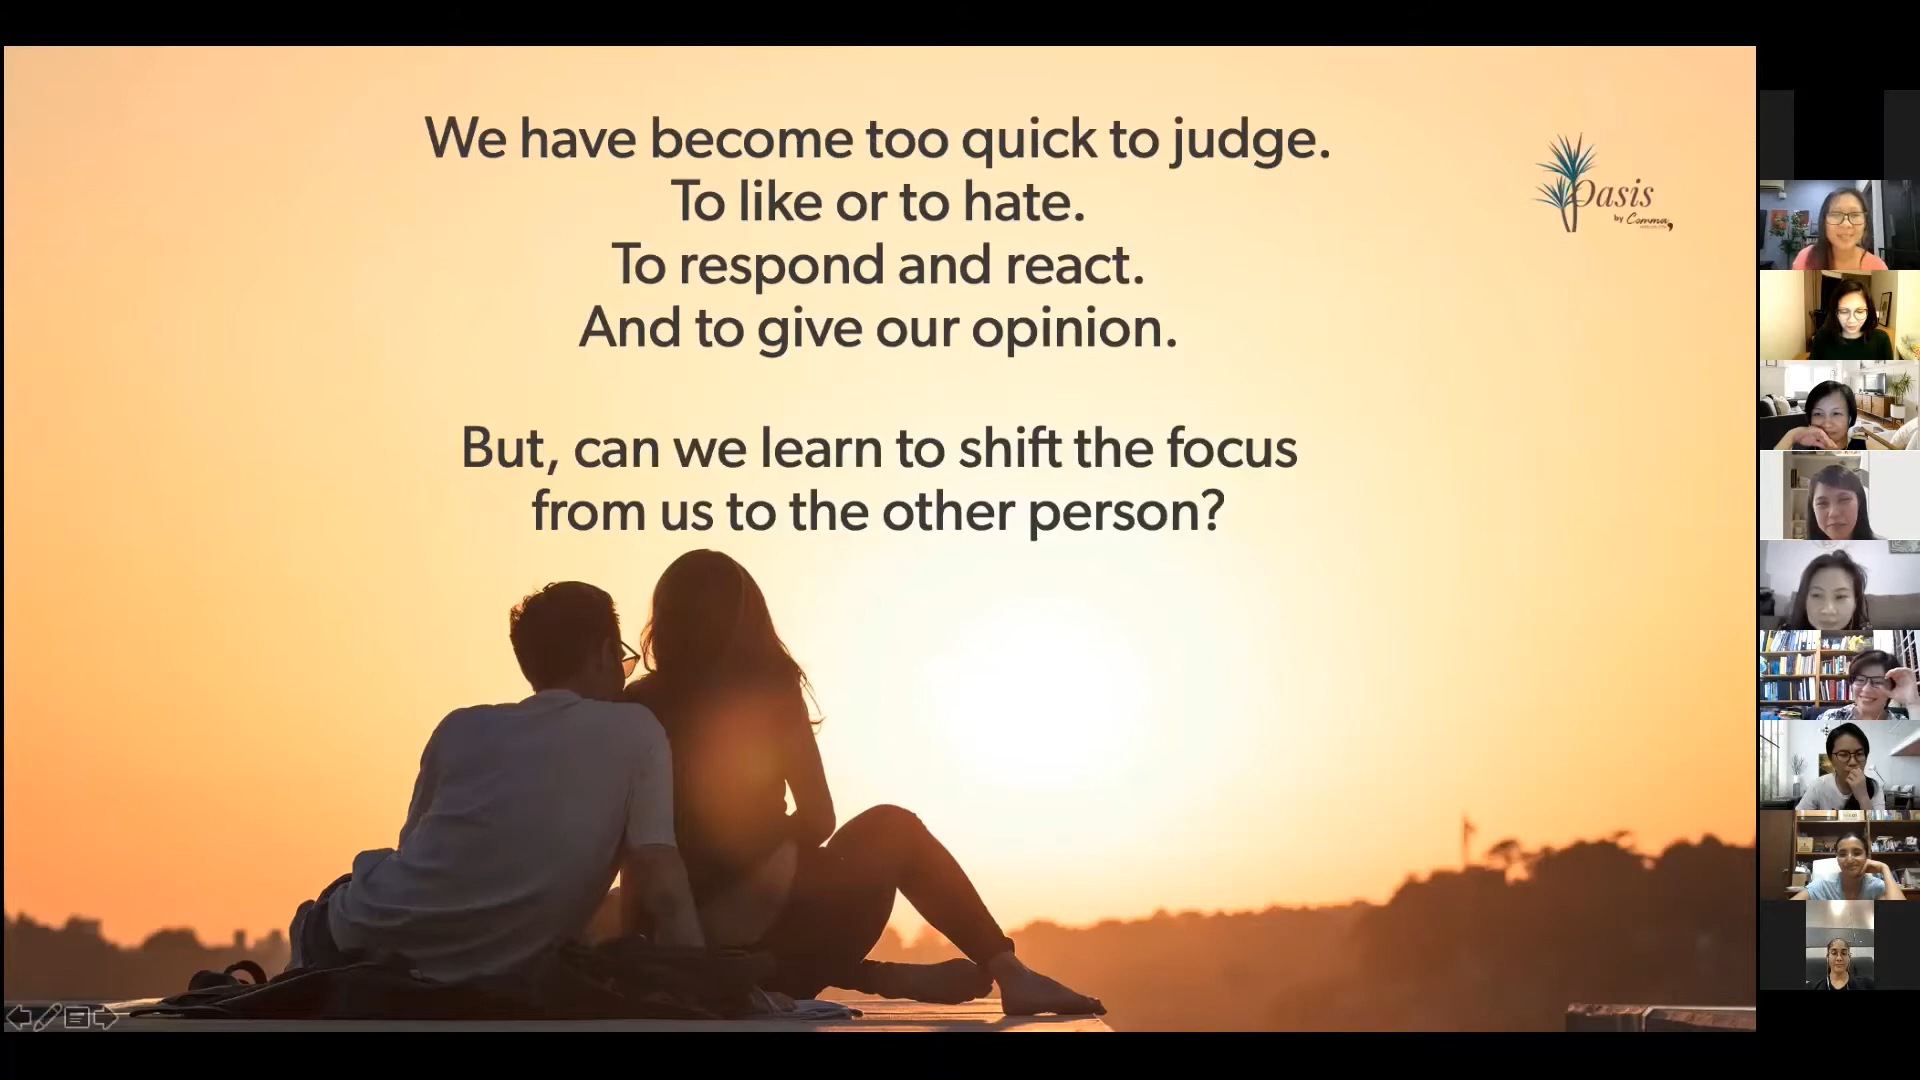 We have become too quick to judge.
To like or to hate.
To respond and react.
And to give our opinion.
But, can we learn to shift the focus
from us to the other person?
Oasis
by Comma,